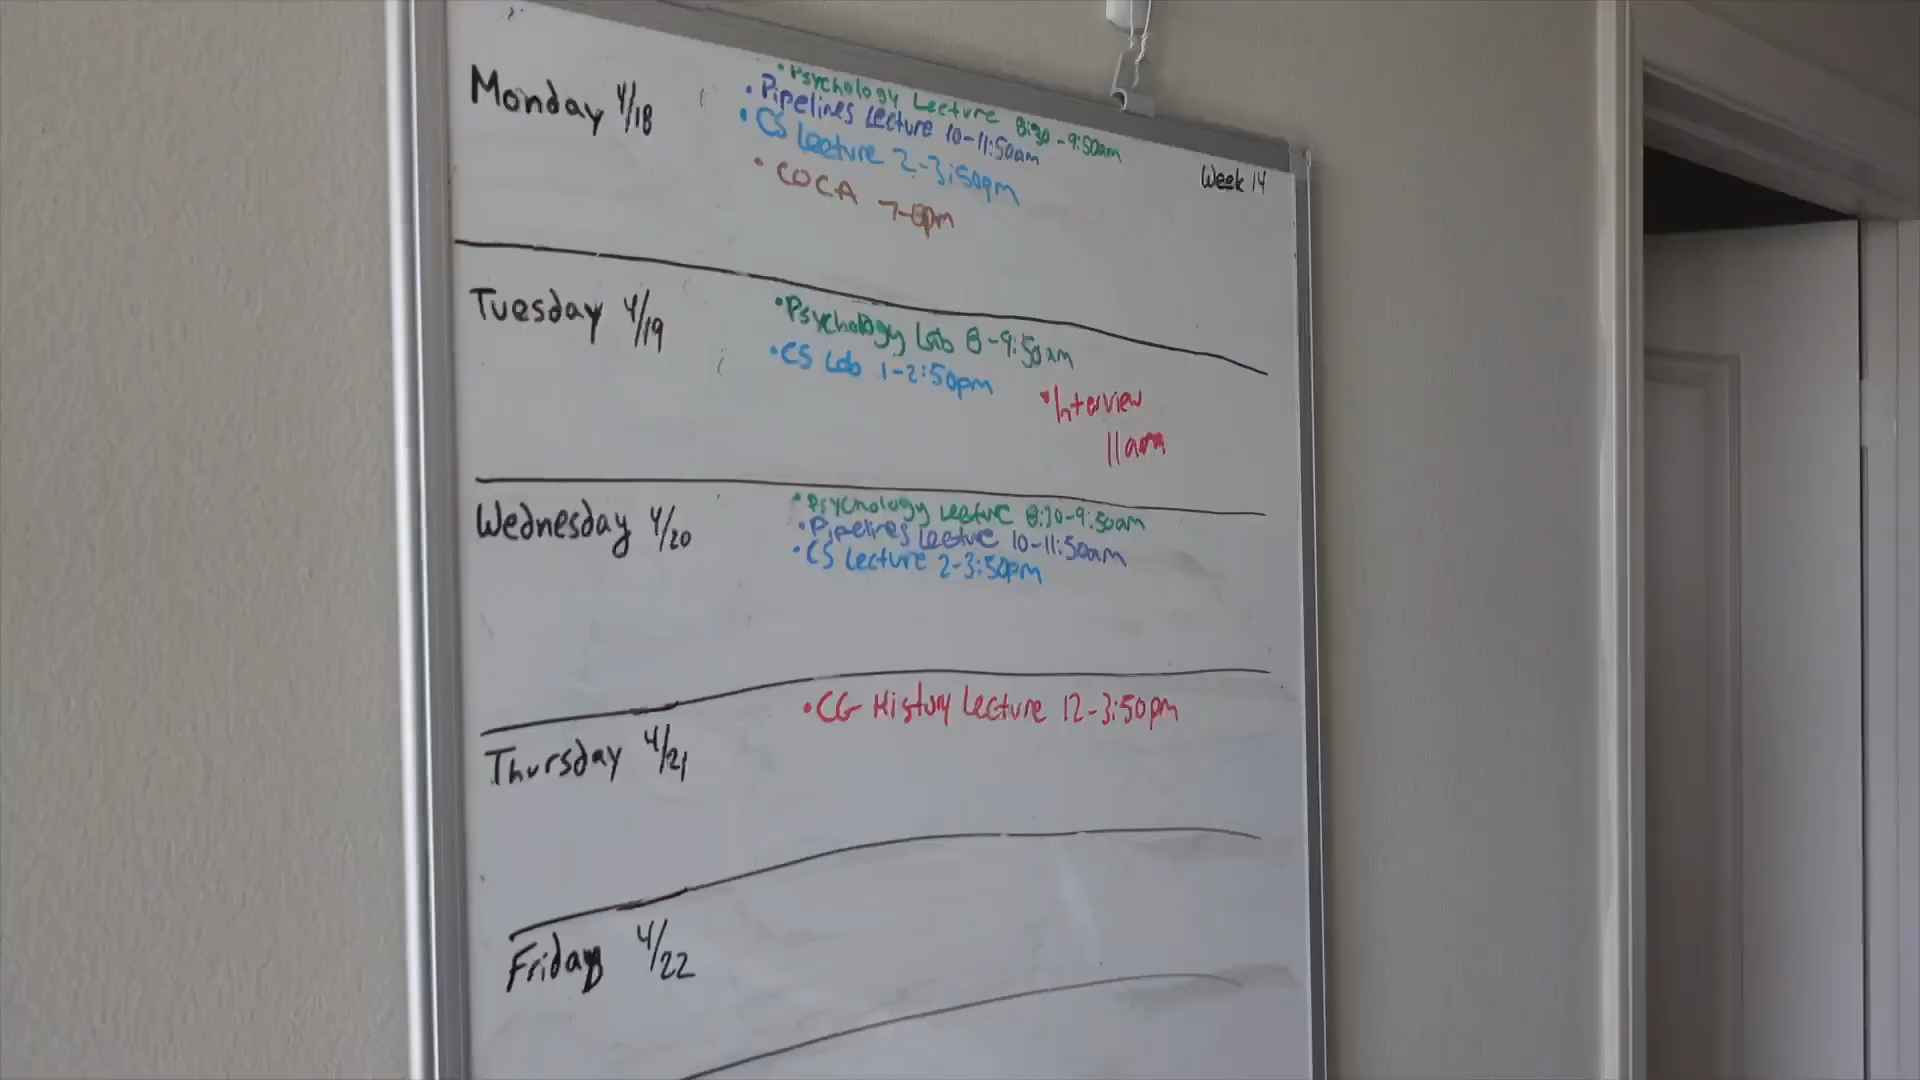 Week 14
Monday 4/18
• Psychology Lecture 8:30-9:50am
• Pipelines Lecture 10-11:50am
• CS Lecture 2-3:50pm
• COCA 7-8pm
Tuesday 4/19
• Psychology Lab 8-9:50am
• CS Lab 1-2:50pm
• Interview
11am
Wednesday 4/20
• Psychology Lecture 8:30-9:50am
• Pipelines Lecture 10-11:50am
• CS Lecture 2-3:50pm
Thursday 4/21
• CG History Lecture 12-3:50pm
Friday 4/22